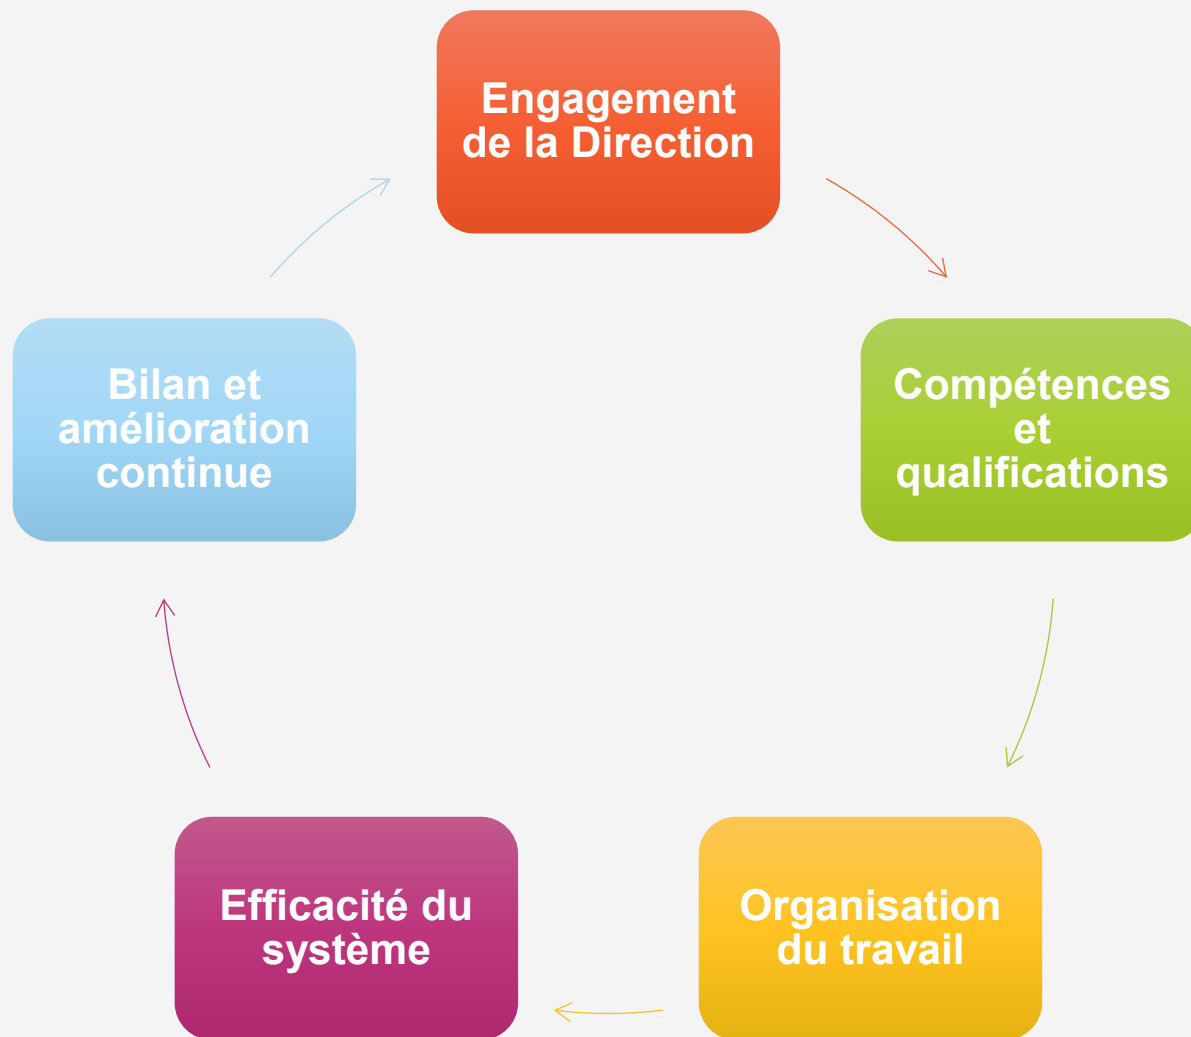 Engagement
de la Direction
Compétences
et
qualifications
Organisation
du travail
Efficacité du
système
Bilan et
amélioration
continue